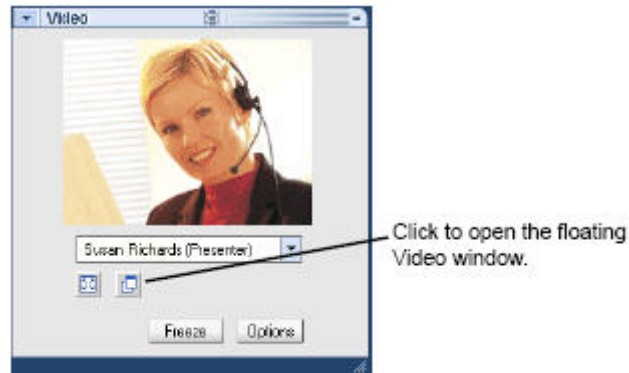 Video
Susan Richards (Presenter)
Click to open the floating
Video window.
Freeze
Options